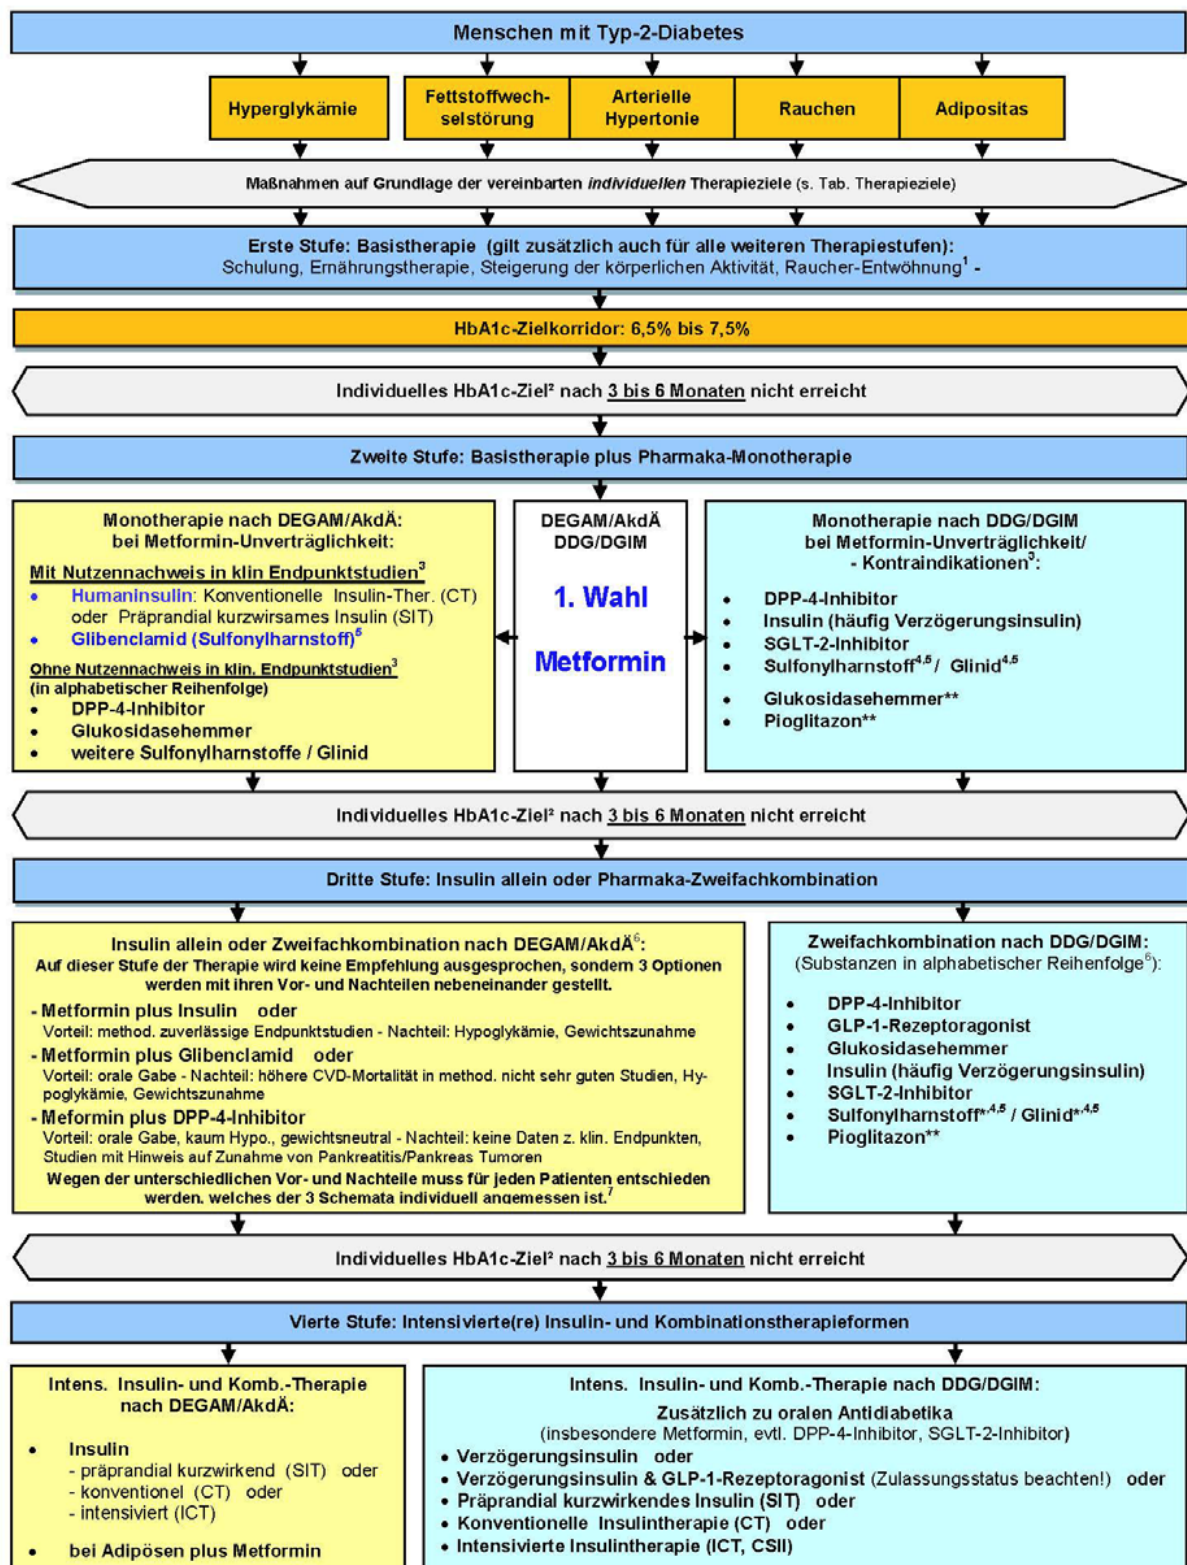 Menschen mit Typ-2-Diabetes
Hyperglykämie
Fettstoffwech-
selstörung
Arterielle
Hypertonie
Rauchen
Adipositas
Maßnahmen auf Grundlage der vereinbarten individuellen Therapieziele (s. Tab. Therapieziele)
Erste Stufe: Basistherapie (gilt zusätzlich auch für alle weiteren Therapiestufen):
Schulung, Ernährungstherapie, Steigerung der körperlichen Aktivität, Raucher-Entwöhnung¹ -
HbA1c-Zielkorridor: 6,5% bis 7,5%
Individuelles HbA1c-Ziel² nach 3 bis 6 Monaten nicht erreicht
Zweite Stufe: Basistherapie plus Pharmaka-Monotherapie
Monotherapie nach DEGAM/AkdÄ:
bei Metformin-Unverträglichkeit:
Mit Nutzennachweis in klin Endpunktstudien³
• Humaninsulin: Konventionelle Insulin-Ther. (CT)
oder Präprandial kurzwirksames Insulin (SIT)
• Glibenclamid (Sulfonylharnstoff)⁵
Ohne Nutzennachweis in klin. Endpunktstudien³
(in alphabetischer Reihenfolge)
• DPP-4-Inhibitor
• Glukosidasehemmer
• weitere Sulfonylharnstoffe / Glinid
DEGAM/AkdÄ
DDG/DGIM
1. Wahl
Metformin
Monotherapie nach DDG/DGIM
bei Metformin-Unverträglichkeit/
- Kontraindikationen³:
• DPP-4-Inhibitor
• Insulin (häufig Verzögerungsinsulin)
• SGLT-2-Inhibitor
• Sulfonylharnstoff⁴,⁵ / Glinid⁴,⁵
• Glukosidasehemmer**
• Pioglitazon**
Individuelles HbA1c-Ziel² nach 3 bis 6 Monaten nicht erreicht
Dritte Stufe: Insulin allein oder Pharmaka-Zweifachkombination
Insulin allein oder Zweifachkombination nach DEGAM/AkdÄ⁶:
Auf dieser Stufe der Therapie wird keine Empfehlung ausgesprochen, sondern 3 Optionen
werden mit ihren Vor- und Nachteilen nebeneinander gestellt.
- Metformin plus Insulin oder
Vorteil: method. zuverlässige Endpunktstudien - Nachteil: Hypoglykämie, Gewichtszunahme
- Metformin plus Glibenclamid oder
Vorteil: orale Gabe - Nachteil: höhere CVD-Mortalität in method. nicht sehr guten Studien, Hy-
poglykämie, Gewichtszunahme
- Meformin plus DPP-4-Inhibitor
Vorteil: orale Gabe, kaum Hypo., gewichtsneutral - Nachteil: keine Daten z. klin. Endpunkten,
Studien mit Hinweis auf Zunahme von Pankreatitis/Pankreas Tumoren
Wegen der unterschiedlichen Vor- und Nachteile muss für jeden Patienten entschieden
werden, welches der 3 Schemata individuell angemessen ist.⁷
Zweifachkombination nach DDG/DGIM:
(Substanzen in alphabetischer Reihenfolge⁶):
• DPP-4-Inhibitor
• GLP-1-Rezeptoragonist
• Glukosidasehemmer
• Insulin (häufig Verzögerungsinsulin)
• SGLT-2-Inhibitor
• Sulfonylharnstoff*,⁴,⁵ / Glinid*,⁴,⁵
• Pioglitazon**
Individuelles HbA1c-Ziel² nach 3 bis 6 Monaten nicht erreicht
Vierte Stufe: Intensivierte(re) Insulin- und Kombinationstherapieformen
Intens. Insulin- und Komb.-Therapie
nach DEGAM/AkdÄ:
• Insulin
- präprandial kurzwirkend (SIT) oder
- konventionel (CT) oder
- intensiviert (ICT)
• bei Adipösen plus Metformin
Intens. Insulin- und Komb.-Therapie nach DDG/DGIM:
Zusätzlich zu oralen Antidiabetika
(insbesondere Metformin, evtl. DPP-4-Inhibitor, SGLT-2-Inhibitor)
• Verzögerungsinsulin oder
• Verzögerungsinsulin & GLP-1-Rezeptoragonist (Zulassungsstatus beachten!) oder
• Präprandial kurzwirkendes Insulin (SIT) oder
• Konventionelle Insulintherapie (CT) oder
• Intensivierte Insulintherapie (ICT, CSII)